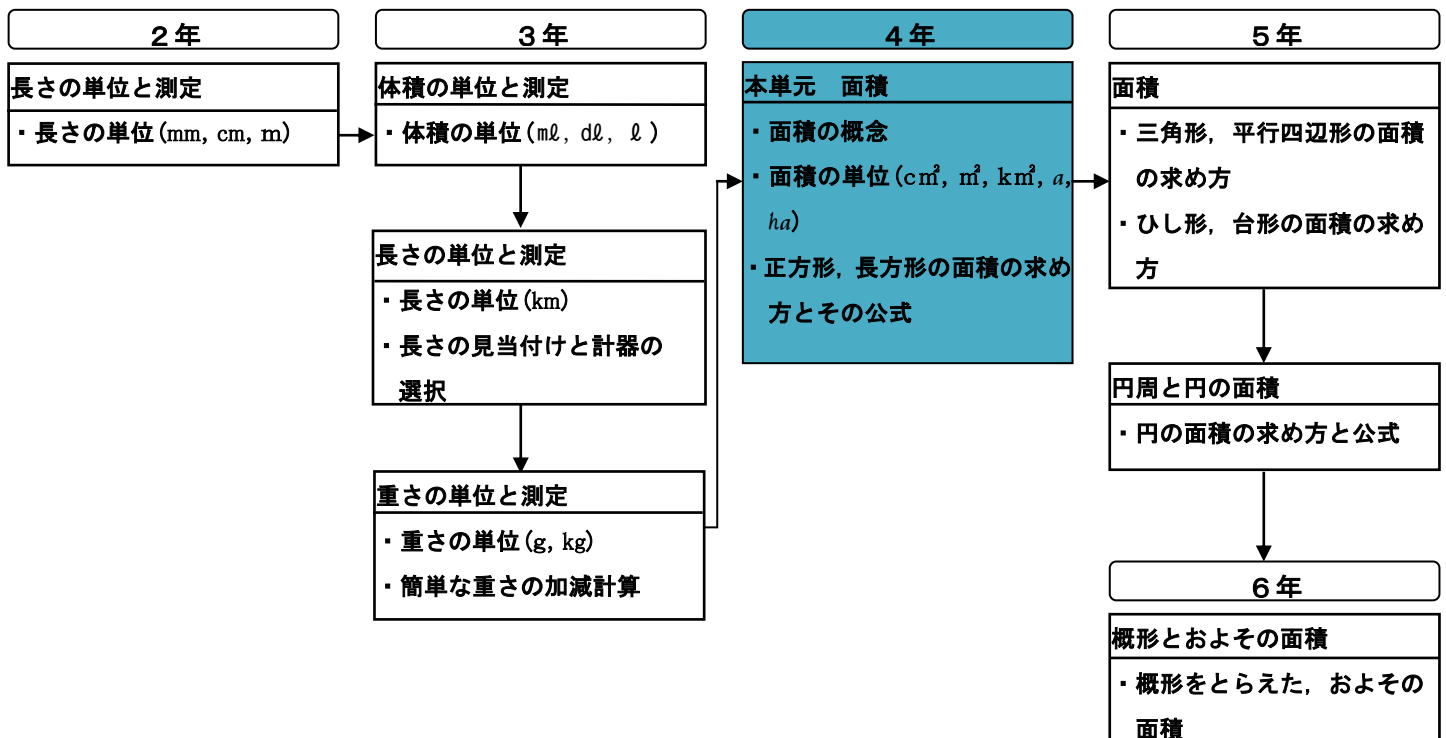 2年
長さの単位と測定
・長さの単位(mm, cm, m)
3年
体積の単位と測定
・体積の単位(mℓ, dℓ, ℓ)
長さの単位と測定
・長さの単位(km)
・長さの見当付けと計器の
選択
重さの単位と測定
・重さの単位(g, kg)
・簡単な重さの加減計算
4年
本単元　面積
・面積の概念
・面積の単位(c㎡, ㎡, k㎡, a,
ha)
・正方形，長方形の面積の求め
方とその公式
5年
面積
・三角形，平行四辺形の面積
の求め方
・ひし形，台形の面積の求め
方
円周と円の面積
・円の面積の求め方と公式
6年
概形とおよその面積
・概形をとらえた，およその
面積